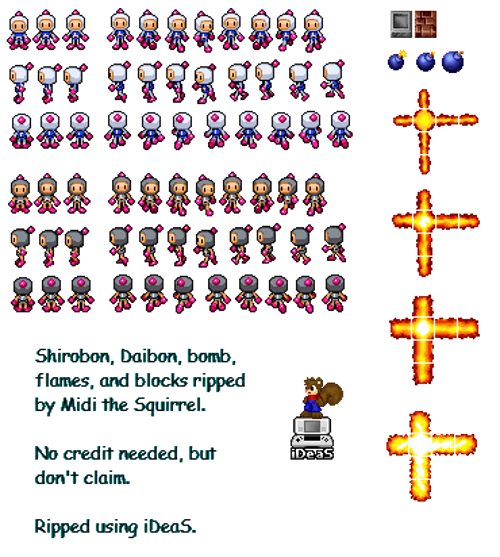 Shirobon, Daibon, bomb,
flames, and blocks ripped
by Midi the Squirrel.
No credit needed, but
don't claim.
Ripped using iDeaS.
iDeaS